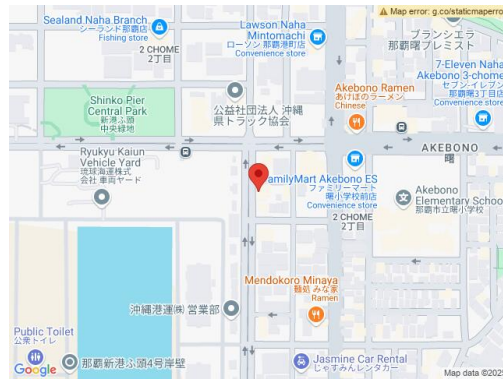 Map error: g.co/staticmaperro
Sealand Naha Branch
シーランド那覇店
Fishing store
Lawson Naha
Mintomachi
ローソン 那覇港町店
Convenience store
ブランシエラ
那覇曙プレミスト
2 CHOME
2丁目
7-Eleven Naha
Akebono 3-chome
セブン-イレブン
那覇曙3丁目店
Convenience store
Akebono Ramen
あけぼのラーメン
Chinese
Shinko Pier
Central Park
新港ふ頭
中央緑地
公益社団法人 沖縄
県トラック協会
Ryukyu Kaiun
Vehicle Yard
琉球海運株式
会社 車両ヤード
AKEBONO
曙
FamilyMart Akebono ES
ファミリーマート
曙小学校前店
Convenience store
Akebono
Elementary School
那覇市立曙小学校
2 CHOME
2丁目
Mendokoro Minaya
麺処 みな家
Ramen
沖縄港運㈱ 営業部
Public Toilet
公衆トイレ
那覇新港ふ頭4号岸壁
Jasmine Car Rental
じゃすみんレンタカー
Google
Map data ©202